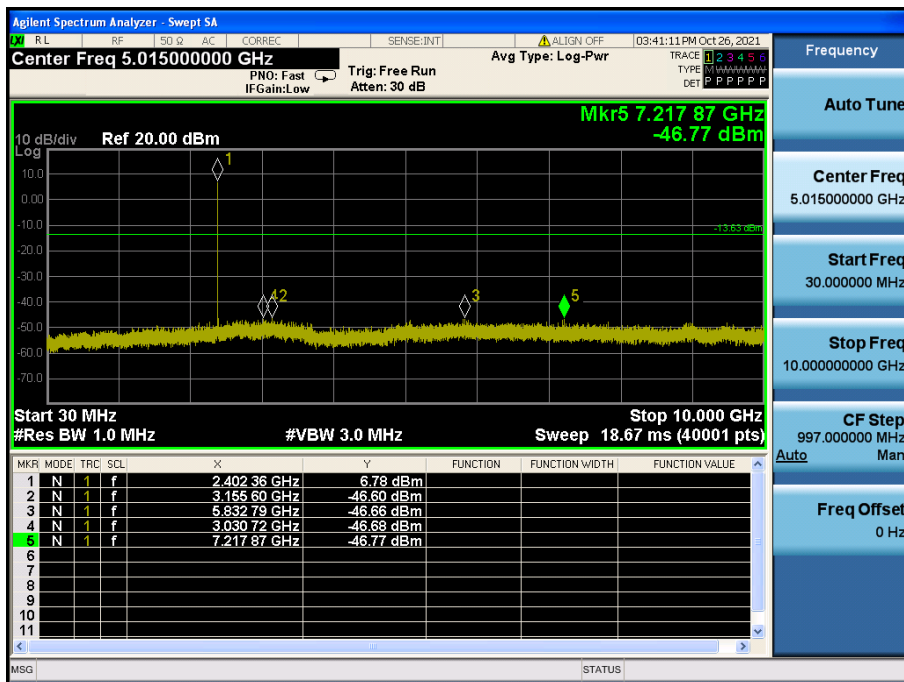 Agilent Spectrum Analyzer - Swept SA
LXI RL RF 50 Ω AC CORREC SENSE:INT ALIGN OFF 03:41:11 PM Oct 26, 2021
Center Freq 5.015000000 GHz
PNO: Fast
IFGain:Low
Trig: Free Run
Atten: 30 dB
Avg Type: Log-Pwr
TRACE 1 2 3 4 5 6
TYPE M WWWWW
DET P P P P P P
Mkr5 7.217 87 GHz
-46.77 dBm
10 dB/div Ref 20.00 dBm
Log
10.0
0.00
-10.0
-20.0
-30.0
-40.0
-50.0
-60.0
-70.0
1
-13.63 dBm
4 2
3
5
Start 30 MHz Stop 10.000 GHz
#Res BW 1.0 MHz #VBW 3.0 MHz Sweep 18.67 ms (40001 pts)
MKR MODE TRC SCL X Y FUNCTION FUNCTION WIDTH FUNCTION VALUE
1 N 1 f 2.402 36 GHz 6.78 dBm
2 N 1 f 3.155 60 GHz -46.60 dBm
3 N 1 f 5.832 79 GHz -46.66 dBm
4 N 1 f 3.030 72 GHz -46.68 dBm
5 N 1 f 7.217 87 GHz -46.77 dBm
6
7
8
9
10
11
MSG STATUS
Frequency
Auto Tune
Center Freq
5.015000000 GHz
Start Freq
30.000000 MHz
Stop Freq
10.000000000 GHz
CF Step
997.000000 MHz
Auto Man
Freq Offset
0 Hz